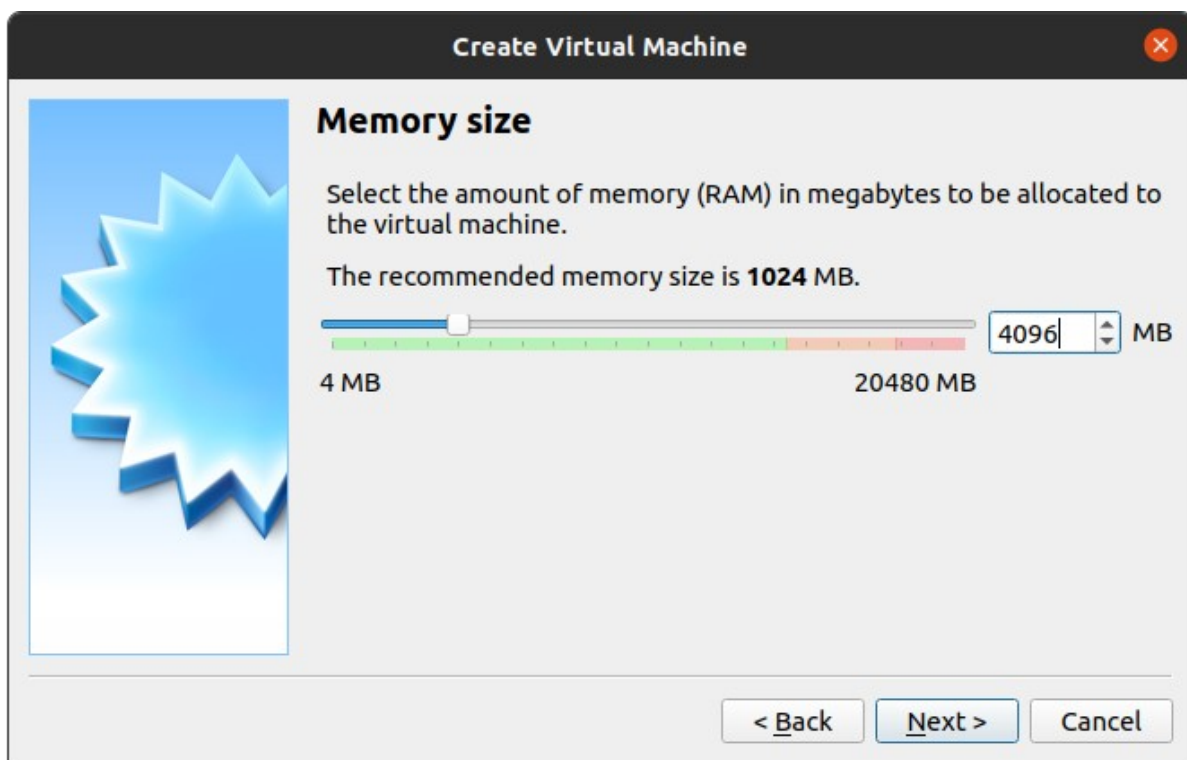 Create Virtual Machine
Memory size
Select the amount of memory (RAM) in megabytes to be allocated to
the virtual machine.
The recommended memory size is 1024 MB.
4096 MB
4 MB 20480 MB
< Back Next > Cancel